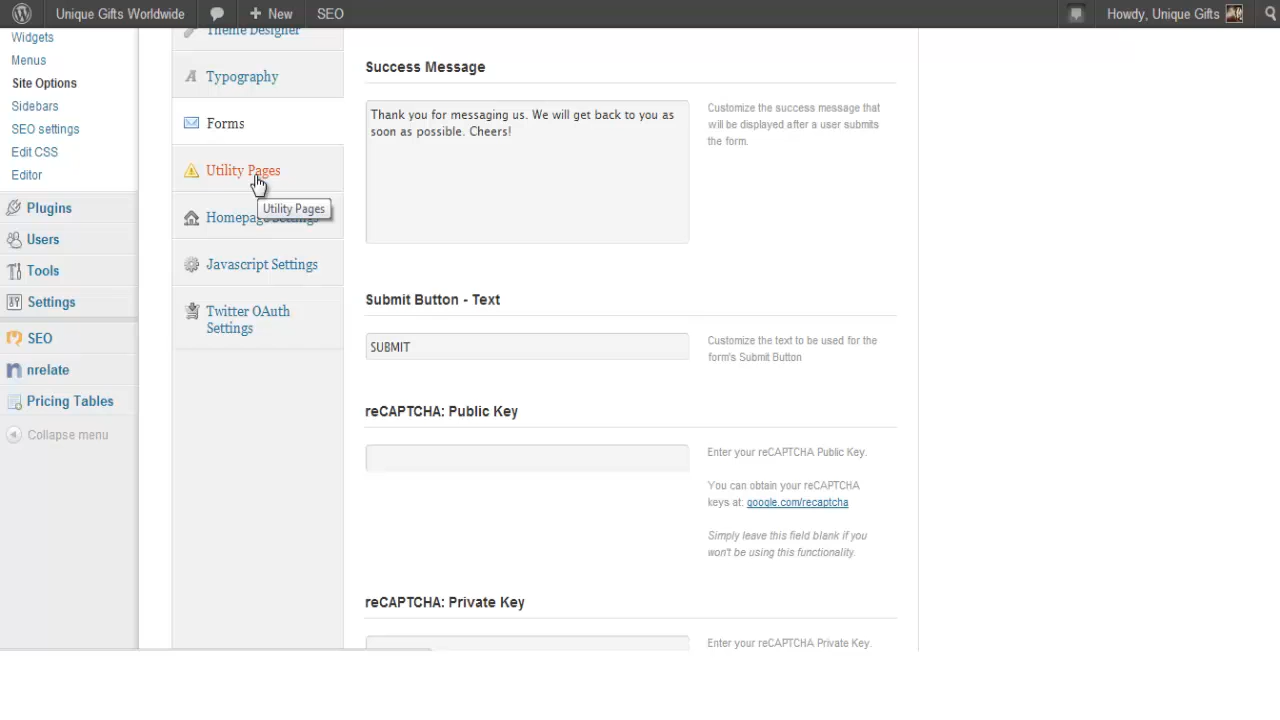 Unique Gifts Worldwide
New
SEO
Howdy, Unique Gifts
Widgets
Menus
Site Options
Sidebars
SEO settings
Edit CSS
Editor
Plugins
Users
Tools
Settings
SEO
nrelate
Pricing Tables
Collapse menu
Theme Designer
Typography
Forms
Utility Pages
Utility Pages
Homepage Settings
Javascript Settings
Twitter OAuth
Settings
Success Message
Thank you for messaging us. We will get back to you as
soon as possible. Cheers!
Customize the success message that
will be displayed after a user submits
the form.
Submit Button - Text
SUBMIT
Customize the text to be used for the
form's Submit Button
reCAPTCHA: Public Key
Enter your reCAPTCHA Public Key.
You can obtain your reCAPTCHA
keys at: google.com/recaptcha
Simply leave this field blank if you
won't be using this functionality.
reCAPTCHA: Private Key
Enter your reCAPTCHA Private Key.